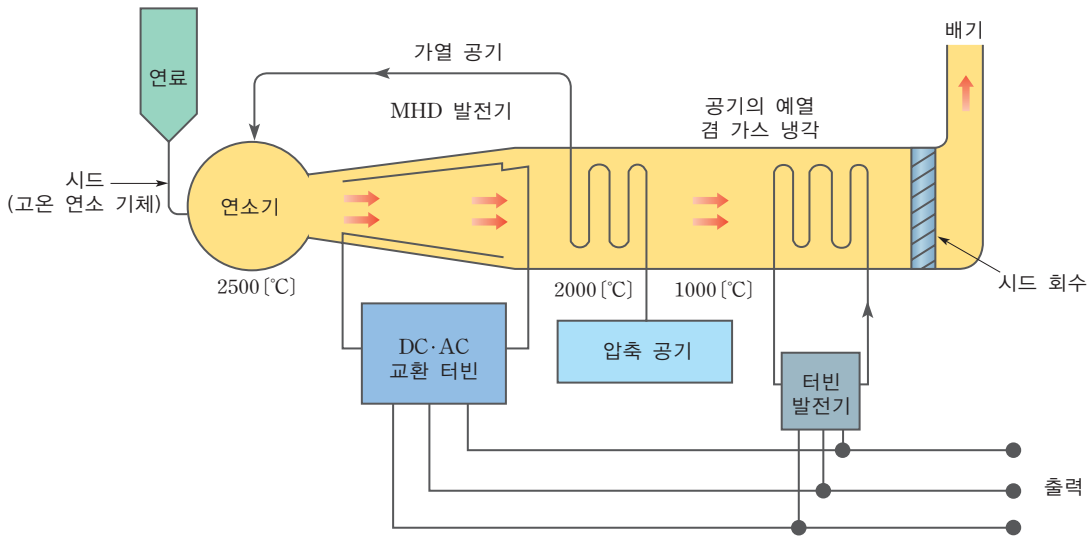 배기
가열 공기
연료
MHD 발전기
공기의 예열
겸 가스 냉각
시드
(고온 연소 기체)
연소기
2500 [℃]
2000 [℃]
1000 [℃]
시드 회수
DC·AC
교환 터빈
압축 공기
터빈
발전기
출력